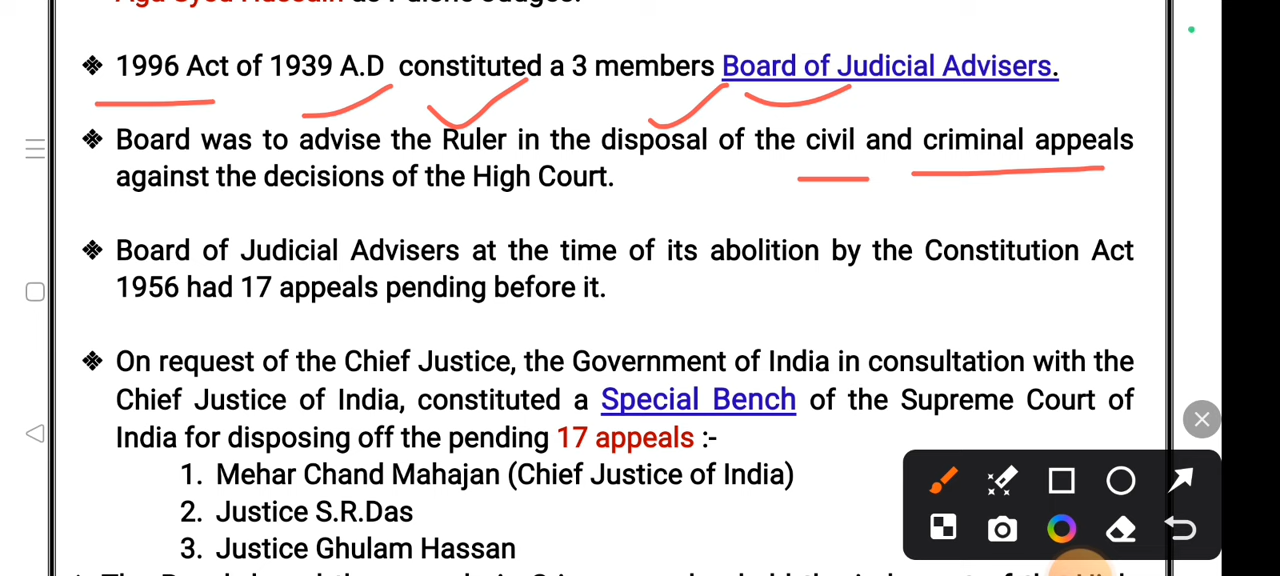 ❖ 1996 Act of 1939 A.D constituted a 3 members Board of Judicial Advisers.
❖ Board was to advise the Ruler in the disposal of the civil and criminal appeals
against the decisions of the High Court.
❖ Board of Judicial Advisers at the time of its abolition by the Constitution Act
1956 had 17 appeals pending before it.
❖ On request of the Chief Justice, the Government of India in consultation with the
Chief Justice of India, constituted a Special Bench of the Supreme Court of
India for disposing off the pending 17 appeals :-
1. Mehar Chand Mahajan (Chief Justice of India)
2. Justice S.R.Das
3. Justice Ghulam Hassan